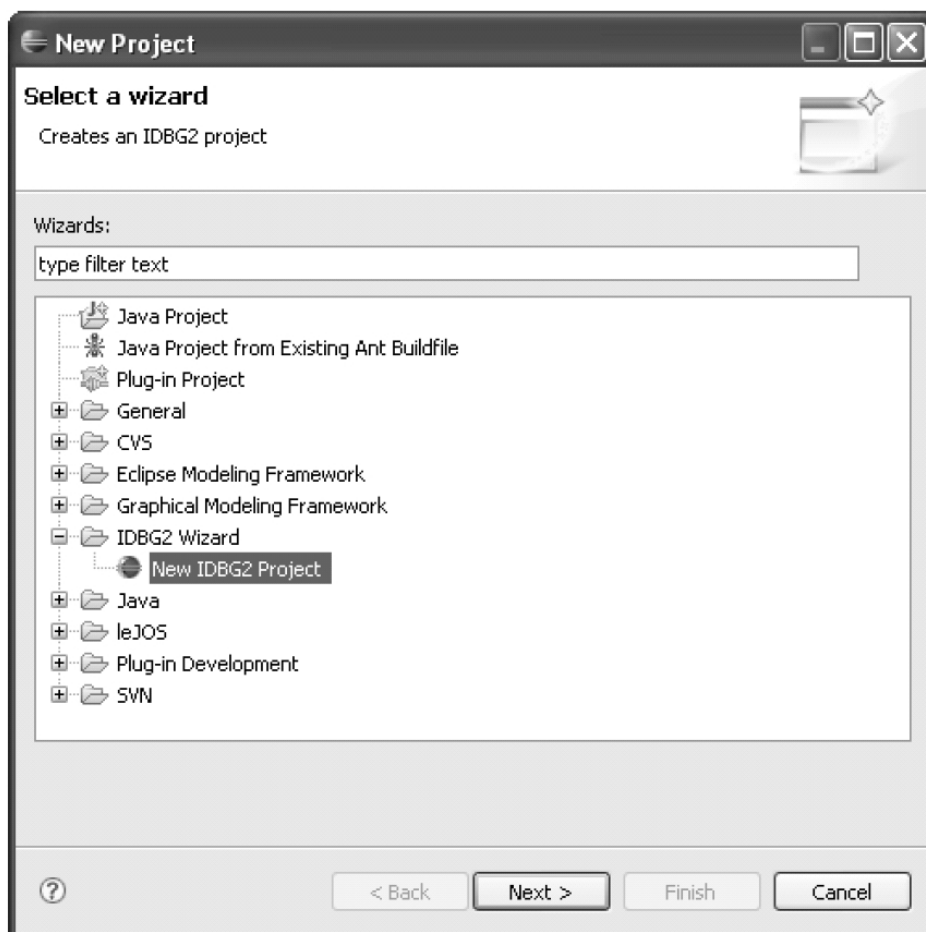 New Project
Select a wizard
Creates an IDBG2 project
Wizards:
type filter text
Java Project
Java Project from Existing Ant Buildfile
Plug-in Project
General
CVS
Eclipse Modeling Framework
Graphical Modeling Framework
IDBG2 Wizard
New IDBG2 Project
Java
leJOS
Plug-in Development
SVN
? < Back Next > Finish Cancel